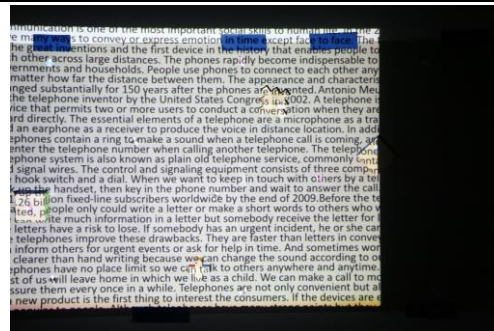 mmunication is one of the most important social skills to human life. In the 2
e many ways to convey or express emotion in time except face to face. The
he great inventions and the first device in the history that enables people to
h other across large distances. The phones rapidly become indispensable to
ernments and households. People use phones to connect to each other any
matter how far the distance between them. The appearance and characteris
nged substantially for 150 years after the phones Antonio Meu
the telephone inventor by the United States Congress 2002. A telephone i
ice that permits two or more users to conduct a conversation when they are
rd directly. The essential elements of a telephone are a microphone as a tra
d an earphone as a receiver to produce the voice in distance location. In add
ephones contain a ring to make a sound when a telephone call is coming, a
enter the telephone number when calling another telephone. The telep
ephone system is also known as plain old telephone service, commonly
d signal wires. The control and signaling equipment consists of three comp
hook switch and a dial. When we want to keep in touch with others by a tel
handset, then key in the phone number and wait to answer the call
.26 bil ion fixed-line subscribers worldwide by the end of 2009. Before the te
ated, p ople only could write a letter or make a short words to others who w
write much information in a letter but somebody receive the letter for l
letters have a risk to lose. If somebody has an urgent incident, he or she can
telephones improve these drawbacks. They are faster than letters in conve
inform others for urgent events or ask for help in time. And sometimes wor
clearer than hand writing because we can change the sound according to o
ephones have no place limit so we can talk to others anywhere and anytime.
st of us will leave home in which we live as a child. We can make a call to mo
ssure them every once in a while. Telephones are not only convenient but al
new product is the first thing to interest the consumers. If the devices are